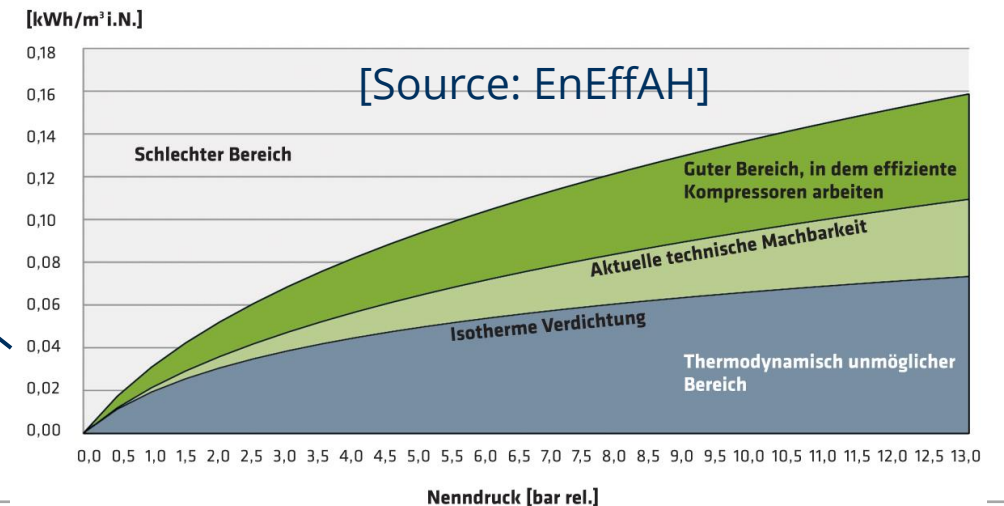 [kWh/m³ i.N.]
0,18
0,16
0,14
0,12
0,10
0,08
0,06
0,04
0,02
0,00
[Source: EnEffAH]
Schlechter Bereich
Guter Bereich, in dem effiziente
Kompressoren arbeiten
Aktuelle technische Machbarkeit
Isotherme Verdichtung
Thermodynamisch unmöglicher
Bereich
0,0 0,5 1,0 1,5 2,0 2,5 3,0 3,5 4,0 4,5 5,0 5,5 6,0 6,5 7,0 7,5 8,0 8,5 9,0 9,5 10,0 10,5 11,0 11,5 12,0 12,5 13,0
Nenndruck [bar rel.]